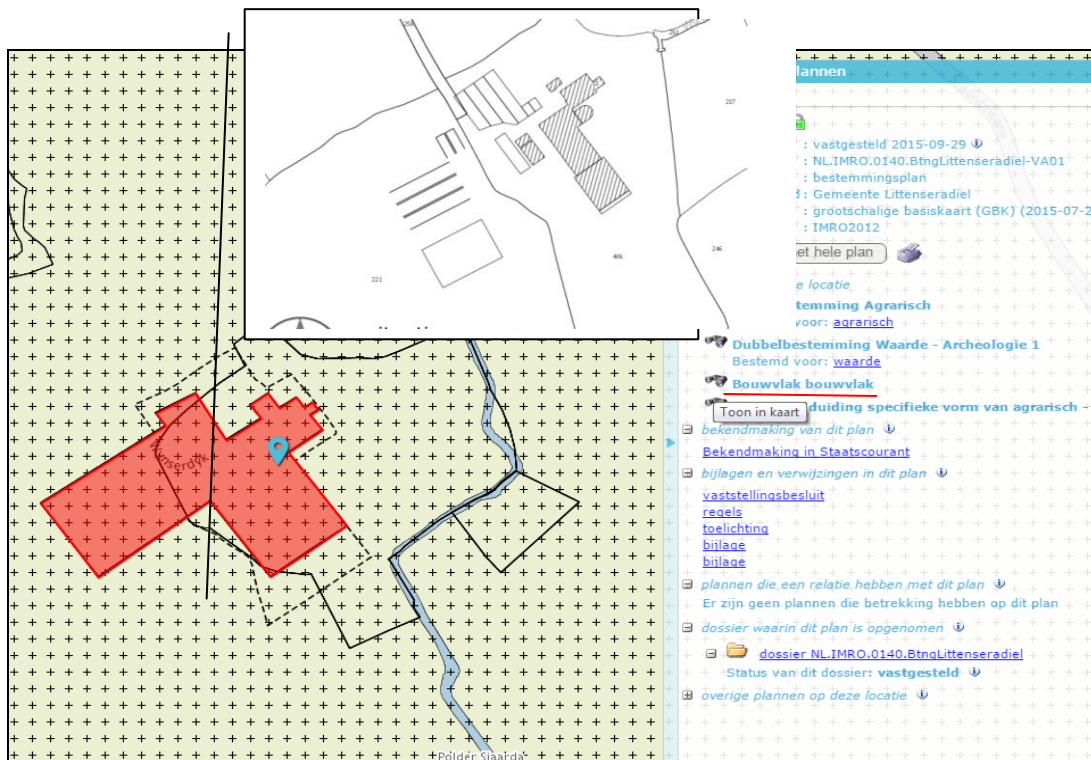 237
221
406
246
lannen
: vastgesteld 2015-09-29
: NL.IMRO.0140.BtngLittenseradiel-VA01
: bestemmingsplan
: Gemeente Littenseradiel
: grootschalige basiskaart (GBK) (2015-07-2
: IMRO2012
et hele plan
e locatie
temming Agrarisch
voor: agrarisch
Dubbelbestemming Waarde - Archeologie 1
Bestemd voor: waarde
Bouwvlak bouwvlak
Toon in kaart
duiding specifieke vorm van agrarisch -
bekendmaking van dit plan
Bekendmaking in Staatscourant
bijlagen en verwijzingen in dit plan
vaststellingsbesluit
regels
toelichting
bijlage
bijlage
plannen die een relatie hebben met dit plan
Er zijn geen plannen die betrekking hebben op dit plan
dossier waarin dit plan is opgenomen
dossier NL.IMRO.0140.BtngLittenseradiel
Status van dit dossier: vastgesteld
overige plannen op deze locatie
Polder Sjaarda